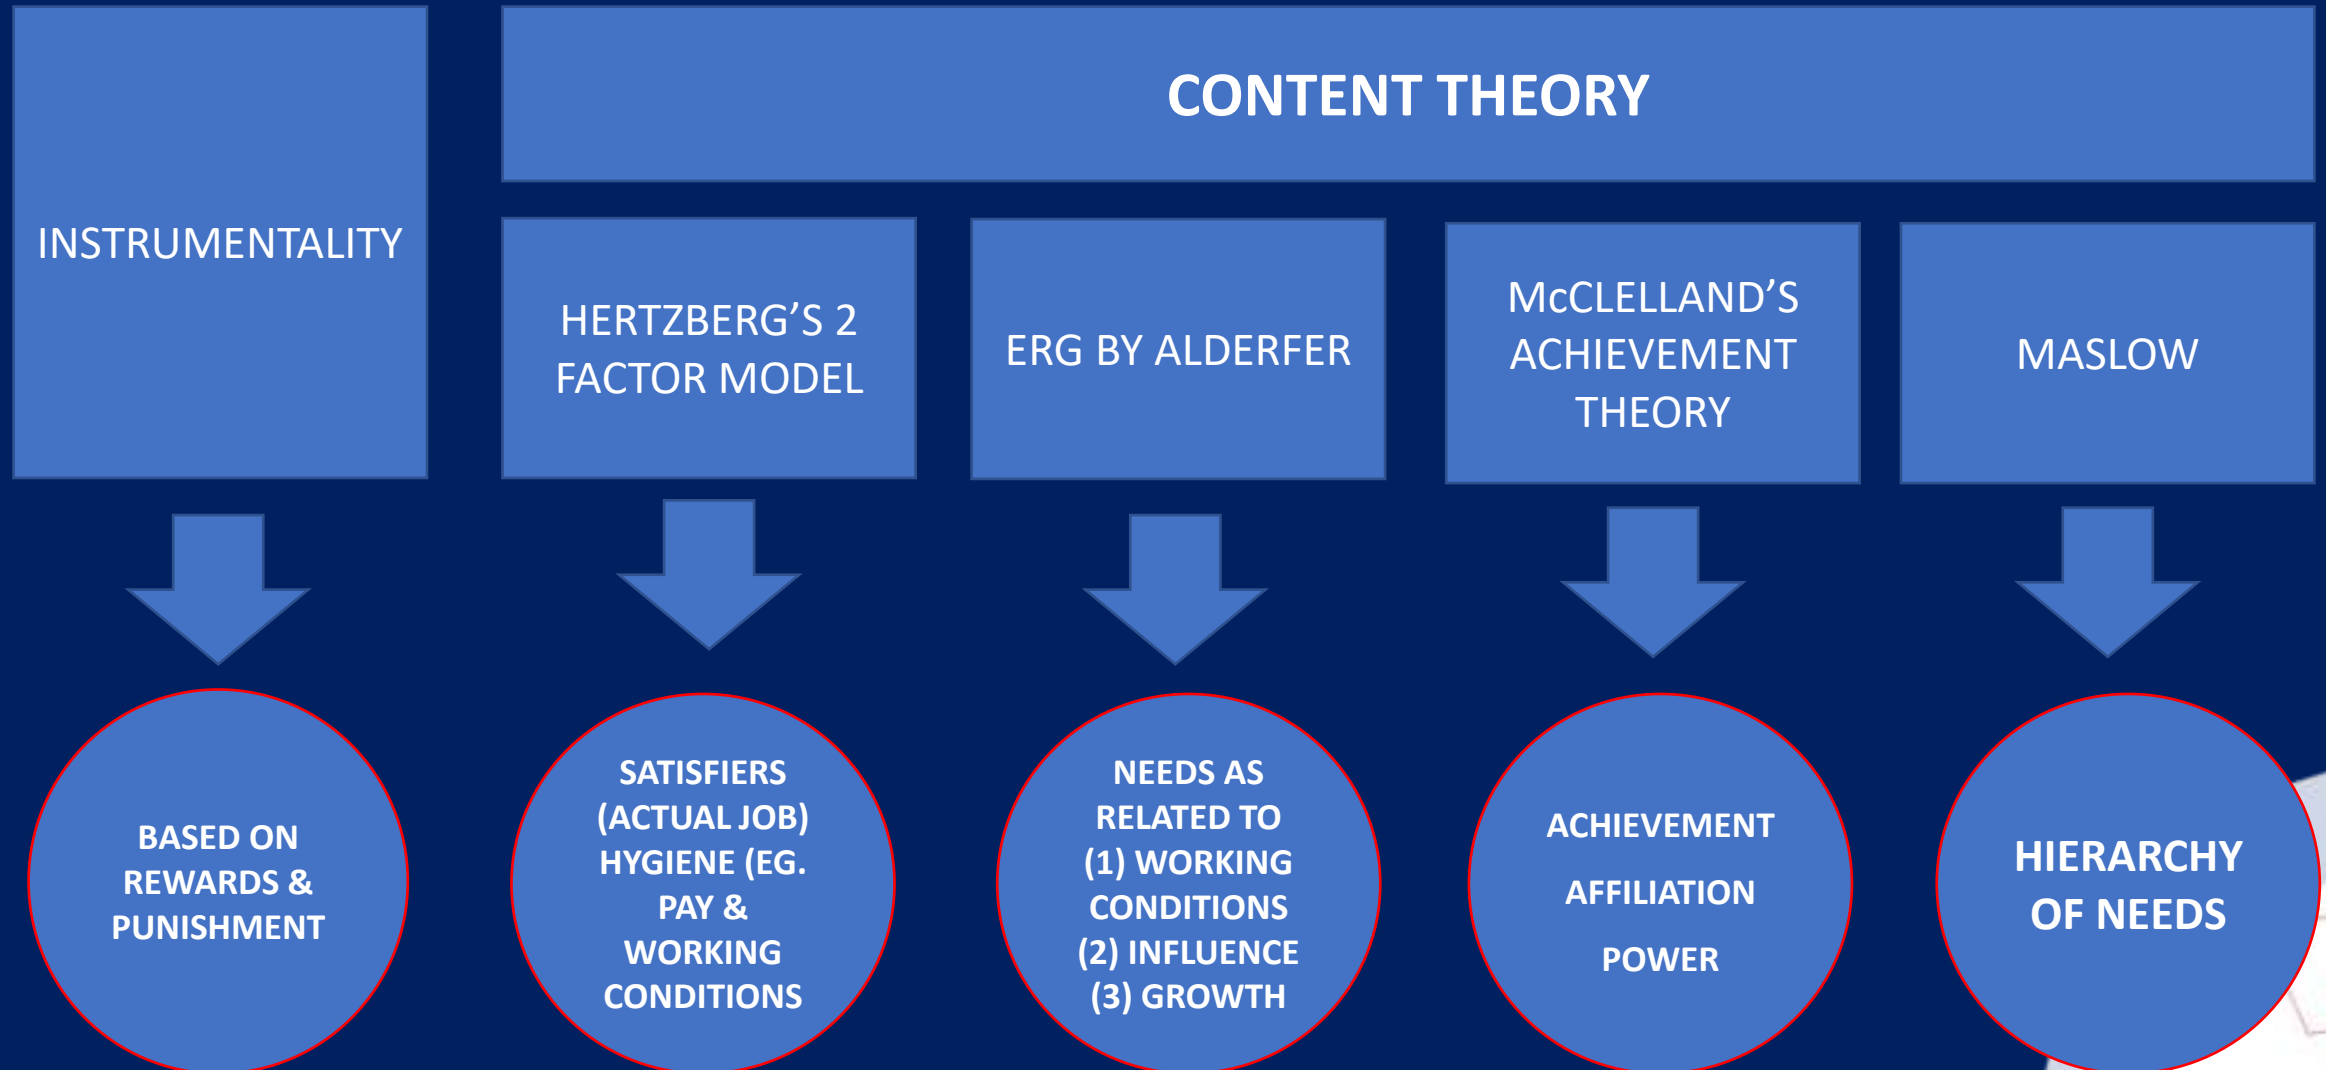 CONTENT THEORY
INSTRUMENTALITY
HERTZBERG’S 2
FACTOR MODEL
ERG BY ALDERFER
McCLELLAND’S
ACHIEVEMENT
THEORY
MASLOW
BASED ON
REWARDS &
PUNISHMENT
SATISFIERS
(ACTUAL JOB)
HYGIENE (EG.
PAY &
WORKING
CONDITIONS
NEEDS AS
RELATED TO
(1) WORKING
CONDITIONS
(2) INFLUENCE
(3) GROWTH
ACHIEVEMENT
AFFILIATION
POWER
HIERARCHY
OF NEEDS